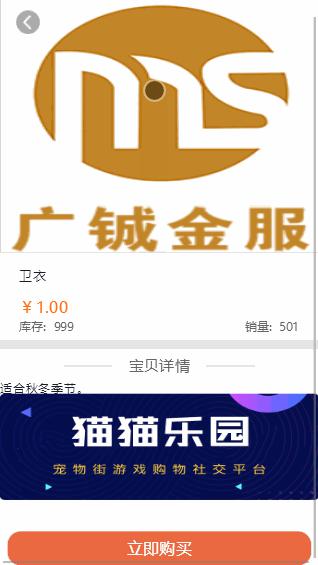 ms
广铖金服
卫衣
￥1.00
库存: 999
销量: 501
宝贝详情
适合秋冬季节。
猫猫乐园
宠物街游戏购物社交平台
立即购买